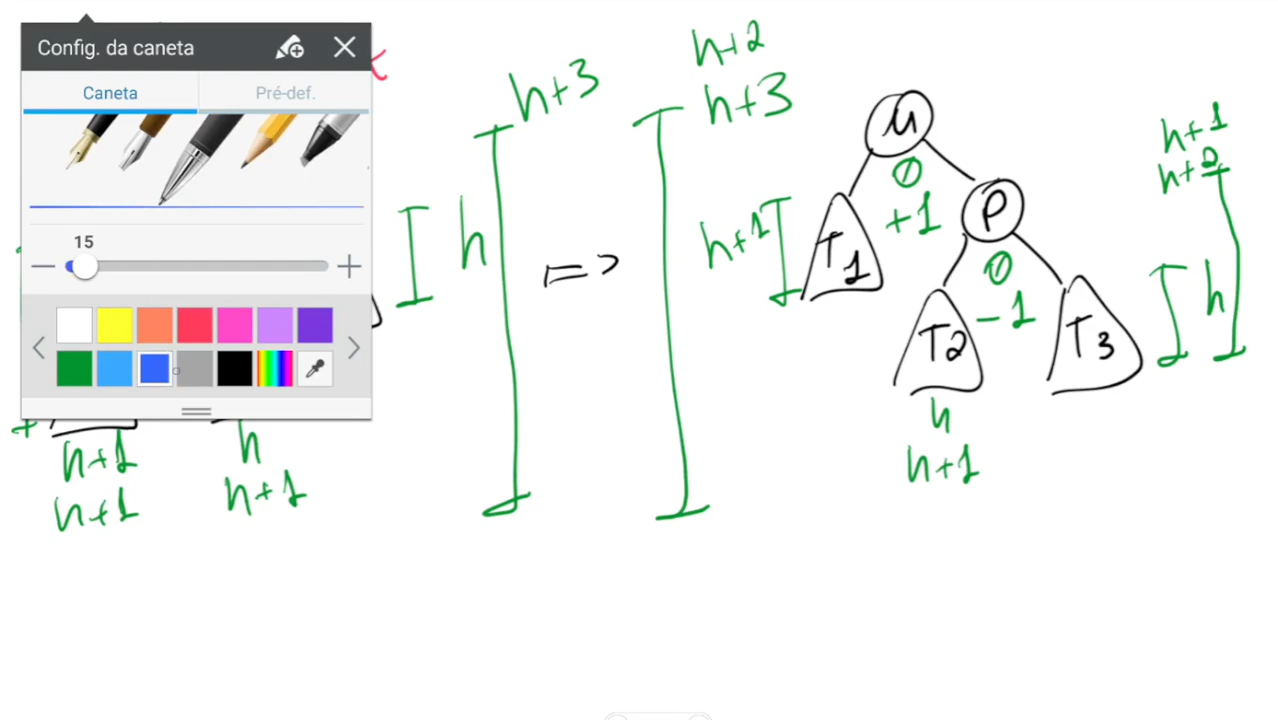 Config. da caneta
Caneta
Pré-def.
15
h+1
h+1
h
h+1
h
h+3
=>
h+2
h+3
h+1
u
0
+1
T1
p
0
-1
T2
T3
h
h+1
h
h+1
h+2